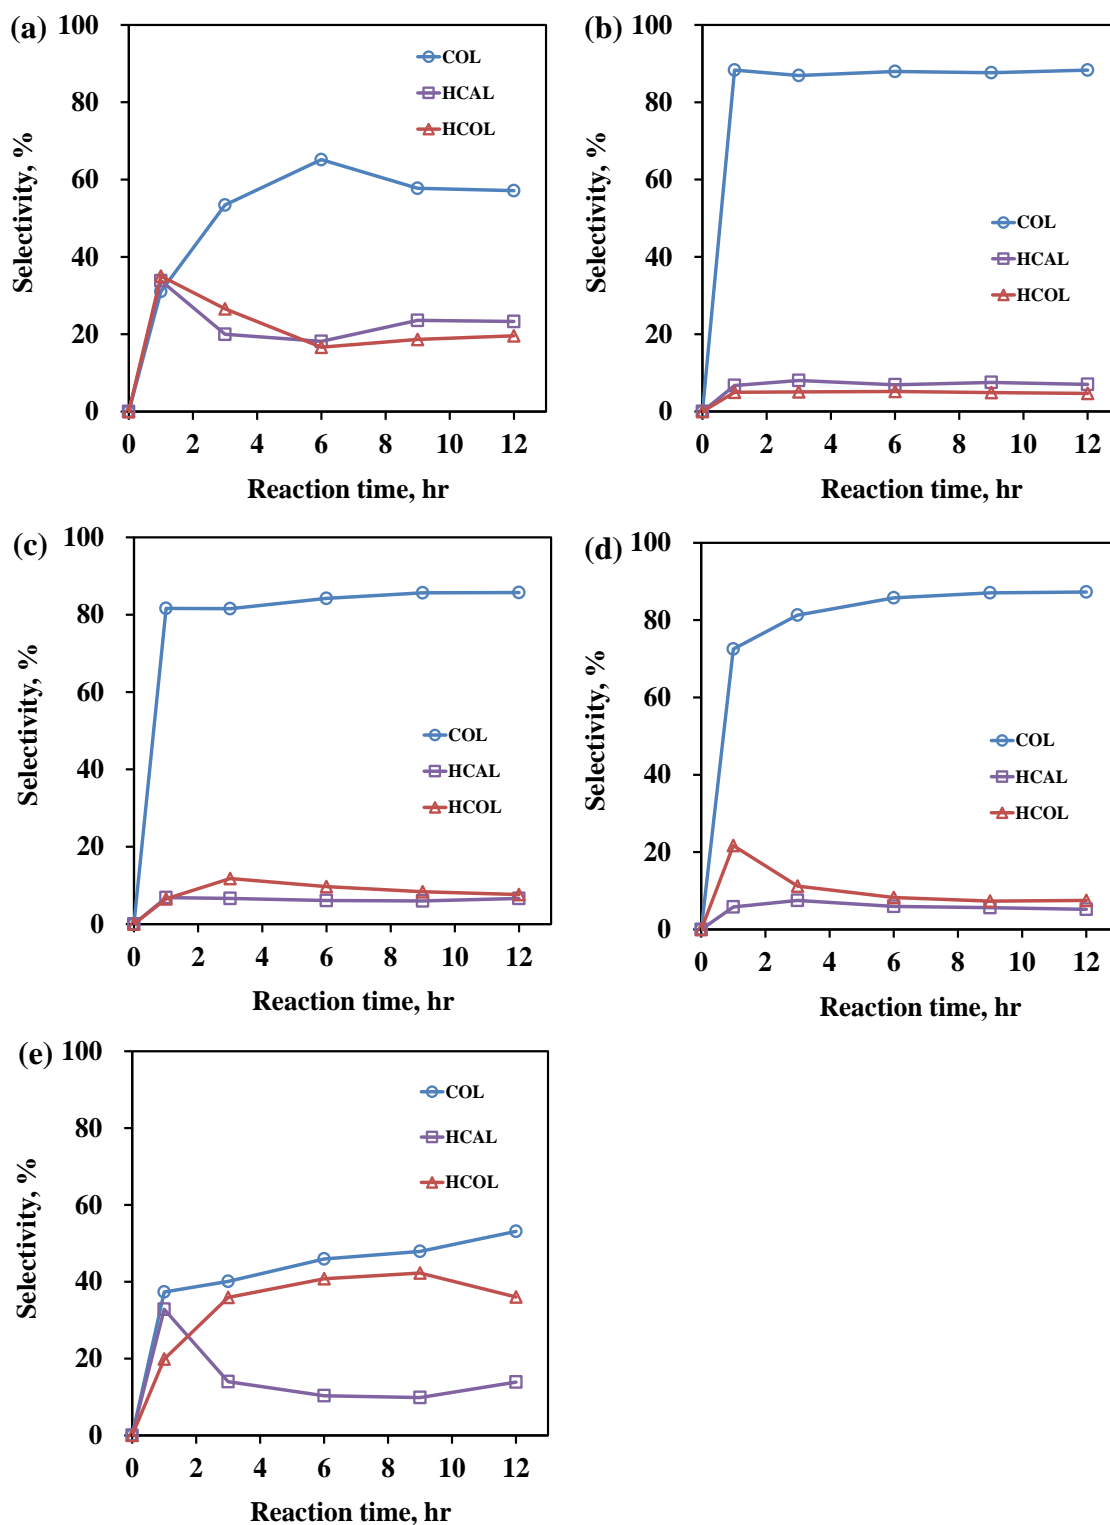 (a)
100
80
60
40
20
0
Selectivity, %
COL
HCAL
HCOL
0 2 4 6 8 10 12
Reaction time, hr
(b)
100
80
60
40
20
0
Selectivity, %
COL
HCAL
HCOL
0 2 4 6 8 10 12
Reaction time, hr
(c)
100
80
60
40
20
0
Selectivity, %
COL
HCAL
HCOL
0 2 4 6 8 10 12
Reaction time, hr
(d)
100
80
60
40
20
0
Selectivity, %
COL
HCAL
HCOL
0 2 4 6 8 10 12
Reaction time, hr
(e)
100
80
60
40
20
0
Selectivity, %
COL
HCAL
HCOL
0 2 4 6 8 10 12
Reaction time, hr